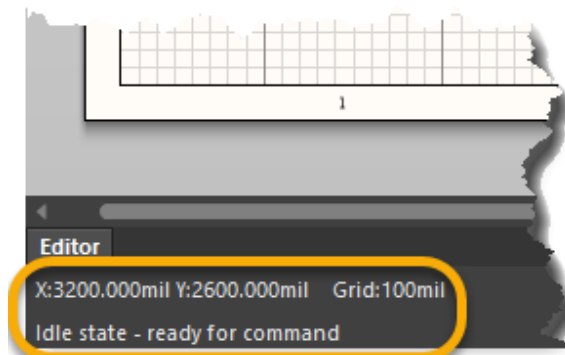 1
Editor
X:3200.000mil Y:2600.000mil Grid:100mil
Idle state - ready for command